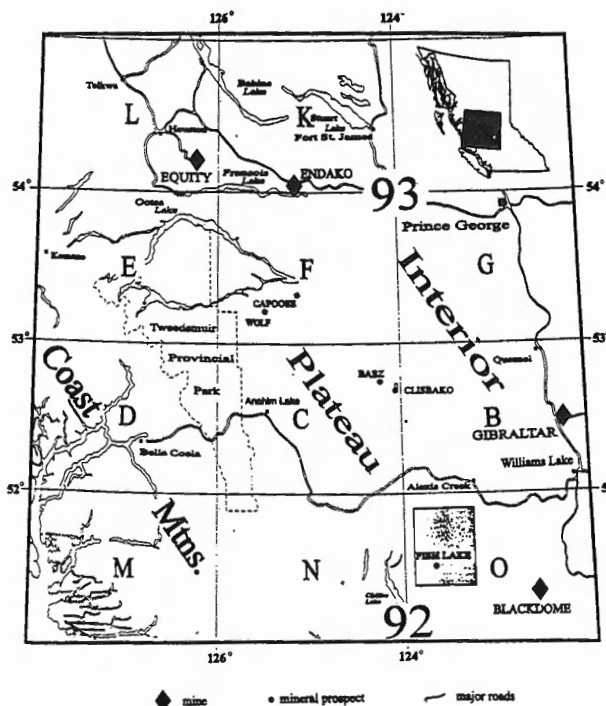 126°
124°
Telkwa
Babine
Lake
L
K
Stuart
Lake
Houston
Fort St. James
EQUITY
Francois
Lake
ENDAKO
54°
93
54°
Ootsa
Lake
Prince George
Kemano
E
F
G
Interior
CAPOOSE
WOLF
Tweedsmuir
53°
53°
Provincial
Quesnel
Coast
Park
Plateau
BAEZ
CLISBAKO
D
Anahim Lake
C
B
GIBRALTAR
Bella Coola
Williams Lake
52°
Alexis Creek
52°
Mtns.
FISH LAKE
M
N
O
Chilko
Lake
BLACKDOME
92
126°
124°
mine
mineral prospect
major roads